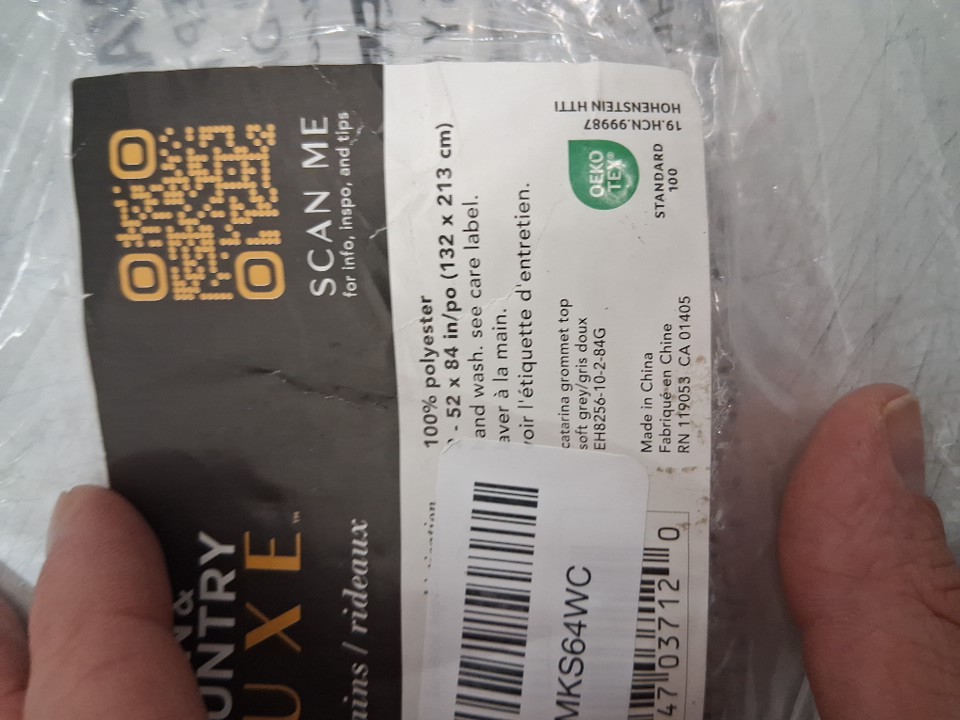 SCAN ME
for info, inspo, and tips
N &
UNTRY
UXE™
ains / rideaux
100% polyester
- 52 x 84 in/po (132 x 213 cm)
and wash. see care label.
aver à la main.
voir l'étiquette d'entretien.
catarina grommet top
soft grey/gris doux
EH8256-10-2-84G
Made in China
Fabriqué en Chine
RN 119053 CA 01405
OEKO
TEX®
STANDARD
100
19.HCN.99987
HOHENSTEIN HTTI
MKS64WC
47 03712 0